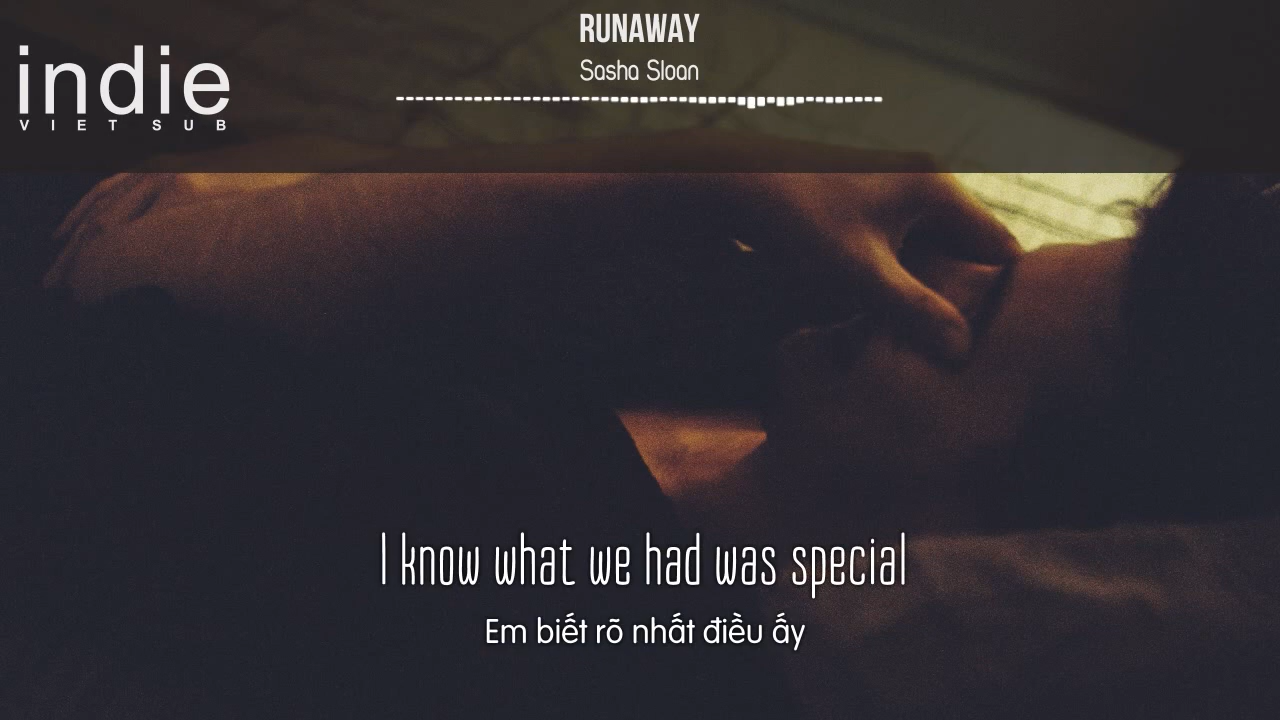 RUNAWAY
Sasha Sloan
indie
VIET SUB
I know what we had was special
Em biết rõ nhất điều ấy